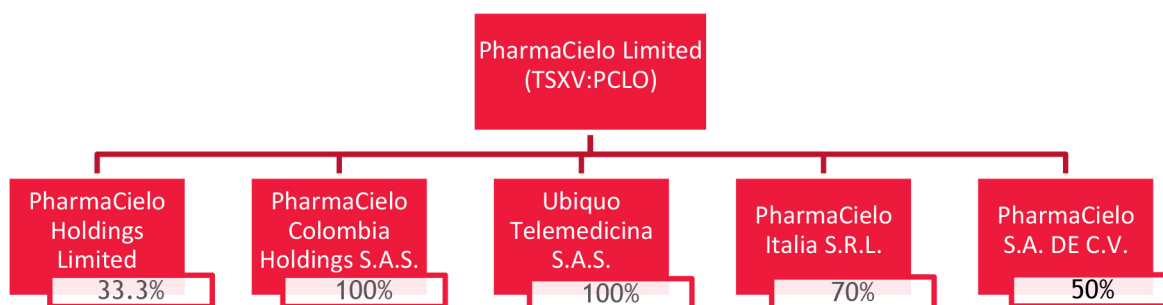 PharmaCielo Limited
(TSXV:PCLO)
PharmaCielo
Holdings
Limited
33.3%
PharmaCielo
Colombia
Holdings S.A.S.
100%
Ubiquo
Telemedicina
S.A.S.
100%
PharmaCielo
Italia S.R.L.
70%
PharmaCielo
S.A. DE C.V.
50%